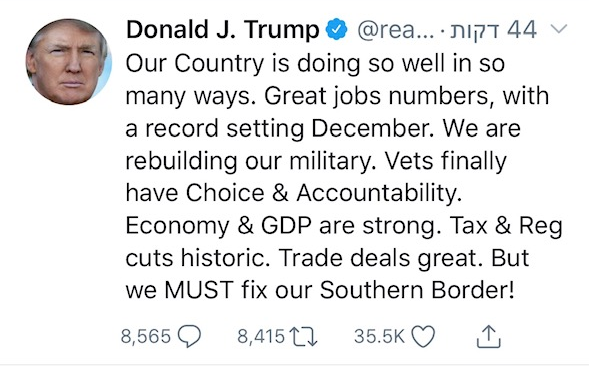 Donald J. Trump @rea... · 44 דקות
Our Country is doing so well in so
many ways. Great jobs numbers, with
a record setting December. We are
rebuilding our military. Vets finally
have Choice & Accountability.
Economy & GDP are strong. Tax & Reg
cuts historic. Trade deals great. But
we MUST fix our Southern Border!
8,565 8,415 35.5K